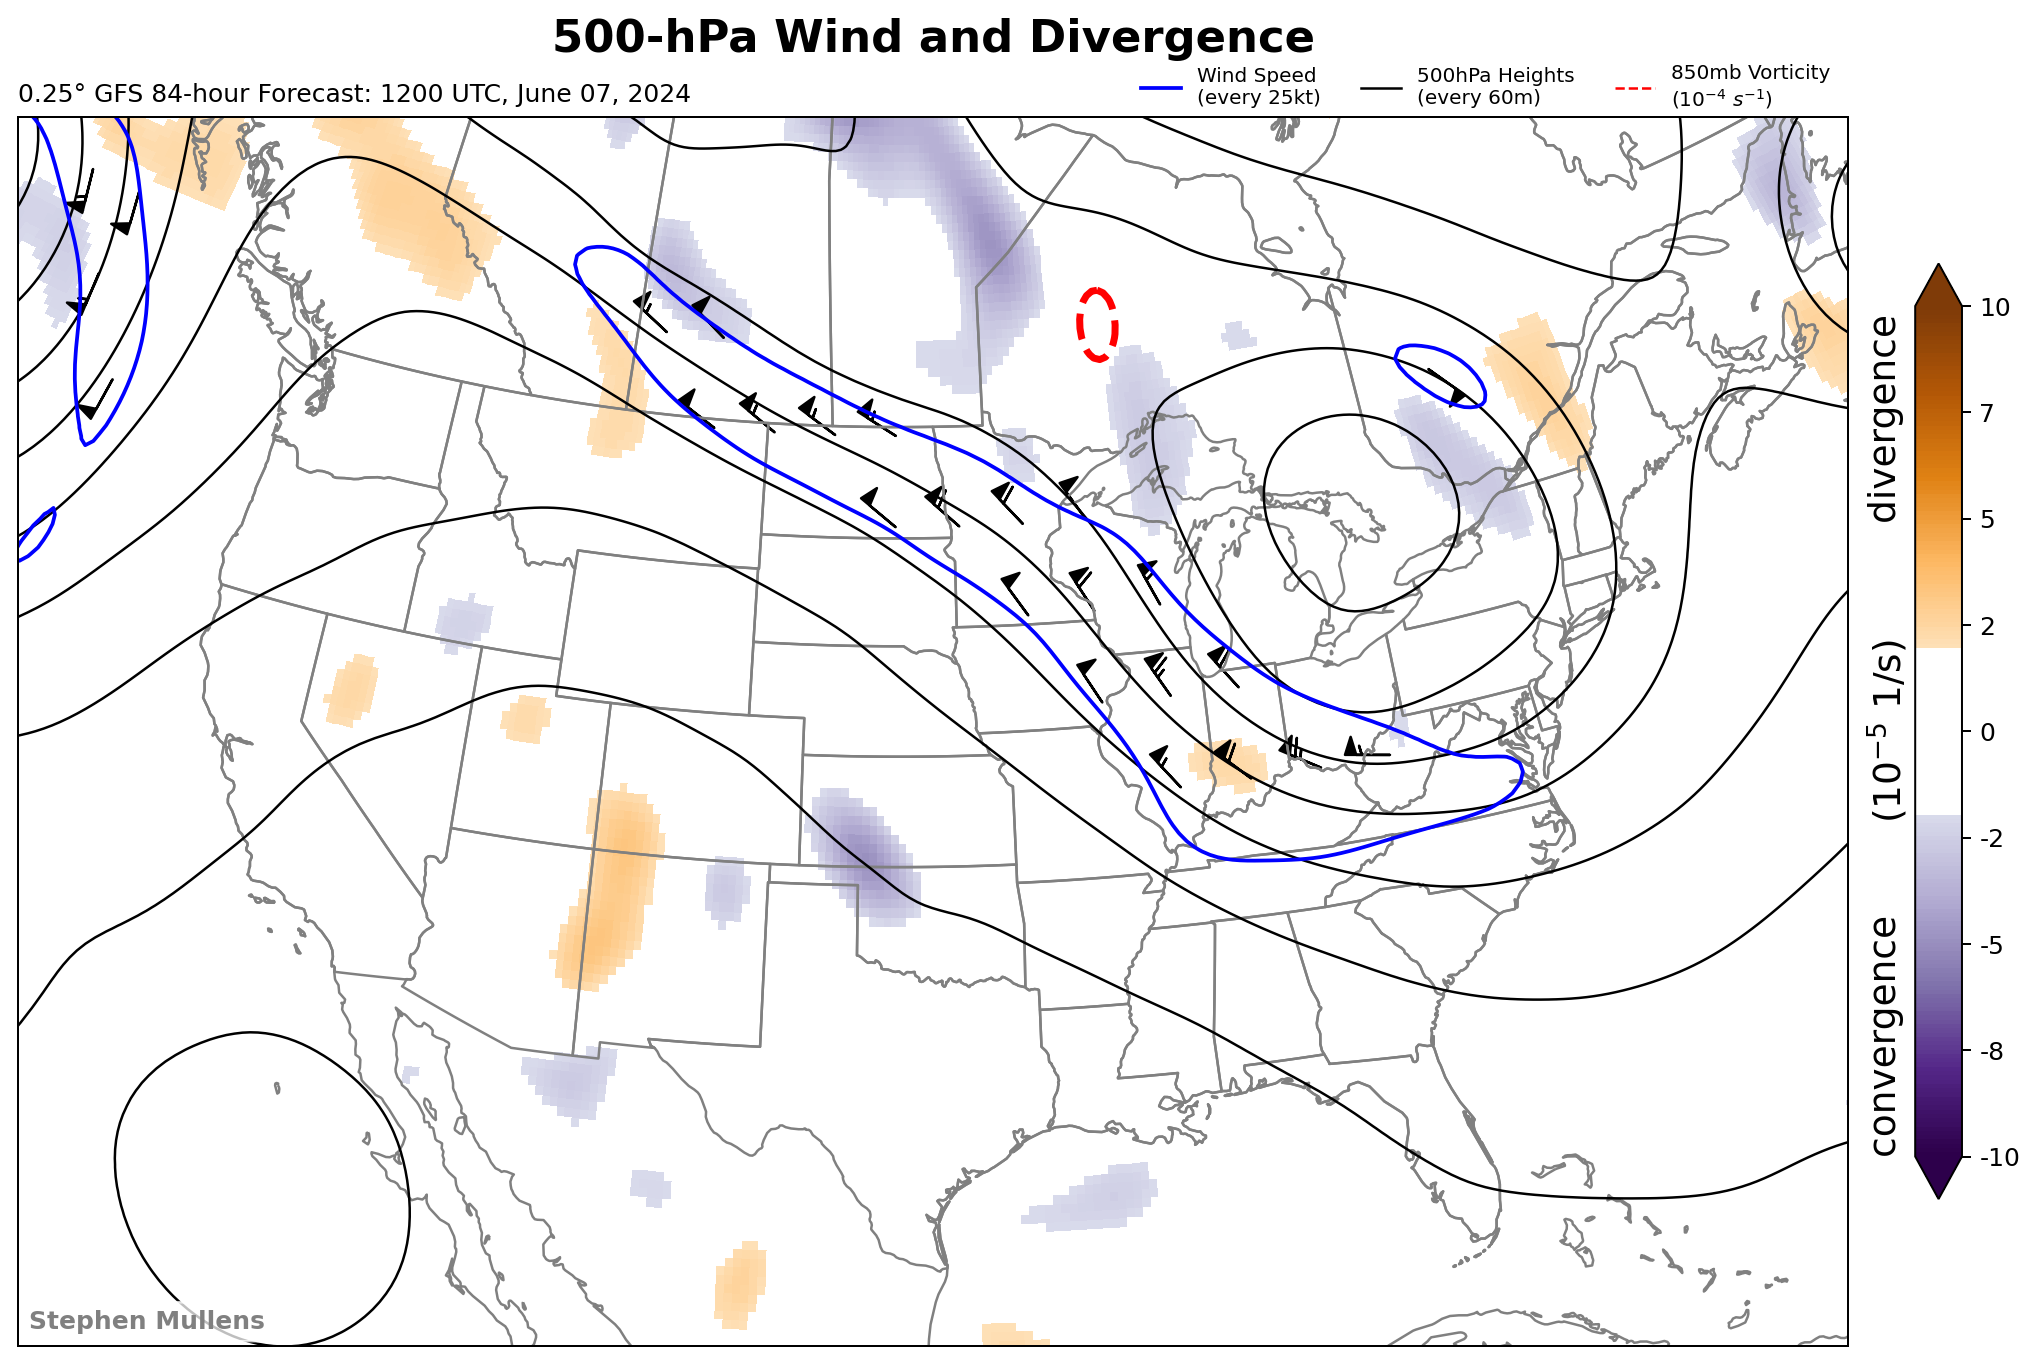 500-hPa Wind and Divergence
0.25° GFS 84-hour Forecast: 1200 UTC, June 07, 2024
Wind Speed
(every 25kt)
500hPa Heights
(every 60m)
850mb Vorticity
(10⁻⁴ s⁻¹)
10
7
5
2
0
-2
-5
-8
-10
convergence (10⁻⁵ 1/s) divergence
Stephen Mullens